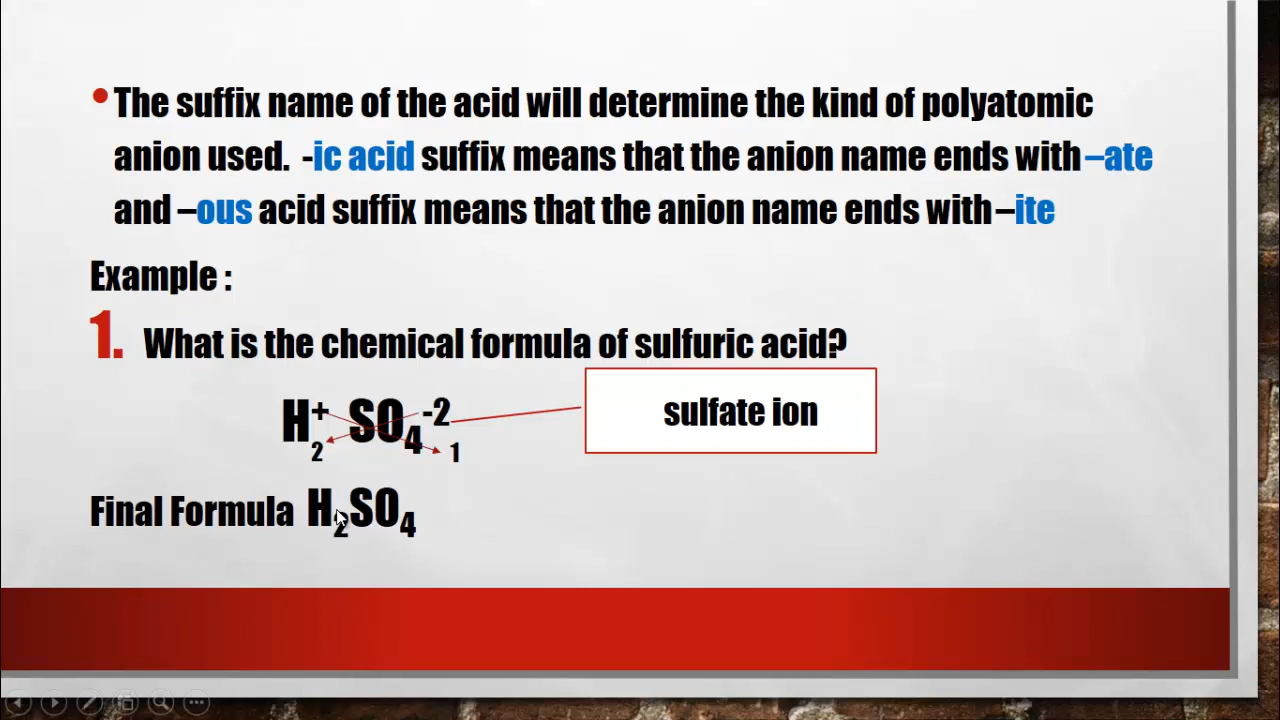 • The suffix name of the acid will determine the kind of polyatomic
anion used. -ic acid suffix means that the anion name ends with –ate
and –ous acid suffix means that the anion name ends with –ite
Example :
1. What is the chemical formula of sulfuric acid?
H⁺₂ SO₄⁻²₁
sulfate ion
Final Formula H₂SO₄